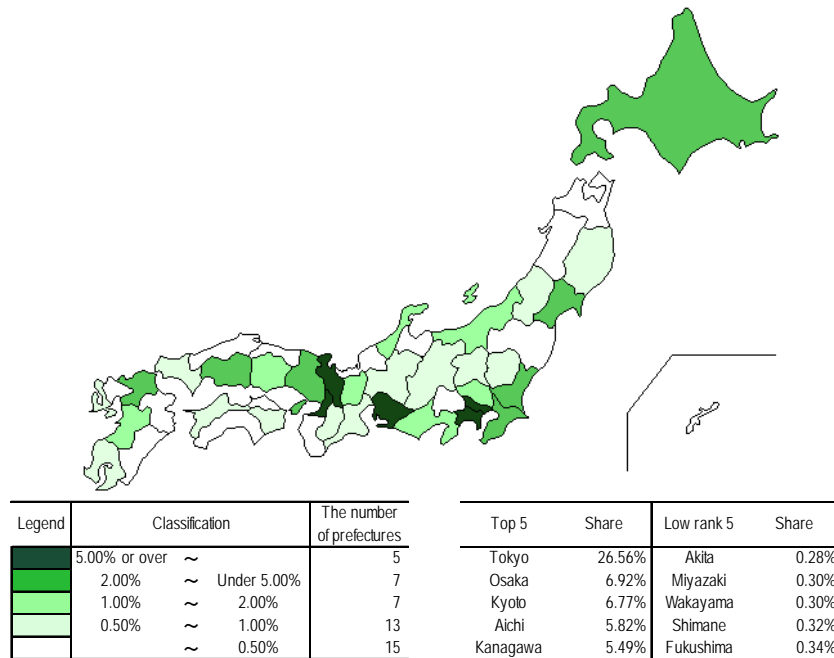 Legend Classification The number of prefectures
5.00% or over ~ 5
2.00% ~ Under 5.00% 7
1.00% ~ 2.00% 7
0.50% ~ 1.00% 13
~ 0.50% 15
Top 5 Share Low rank 5 Share
Tokyo 26.56% Akita 0.28%
Osaka 6.92% Miyazaki 0.30%
Kyoto 6.77% Wakayama 0.30%
Aichi 5.82% Shimane 0.32%
Kanagawa 5.49% Fukushima 0.34%